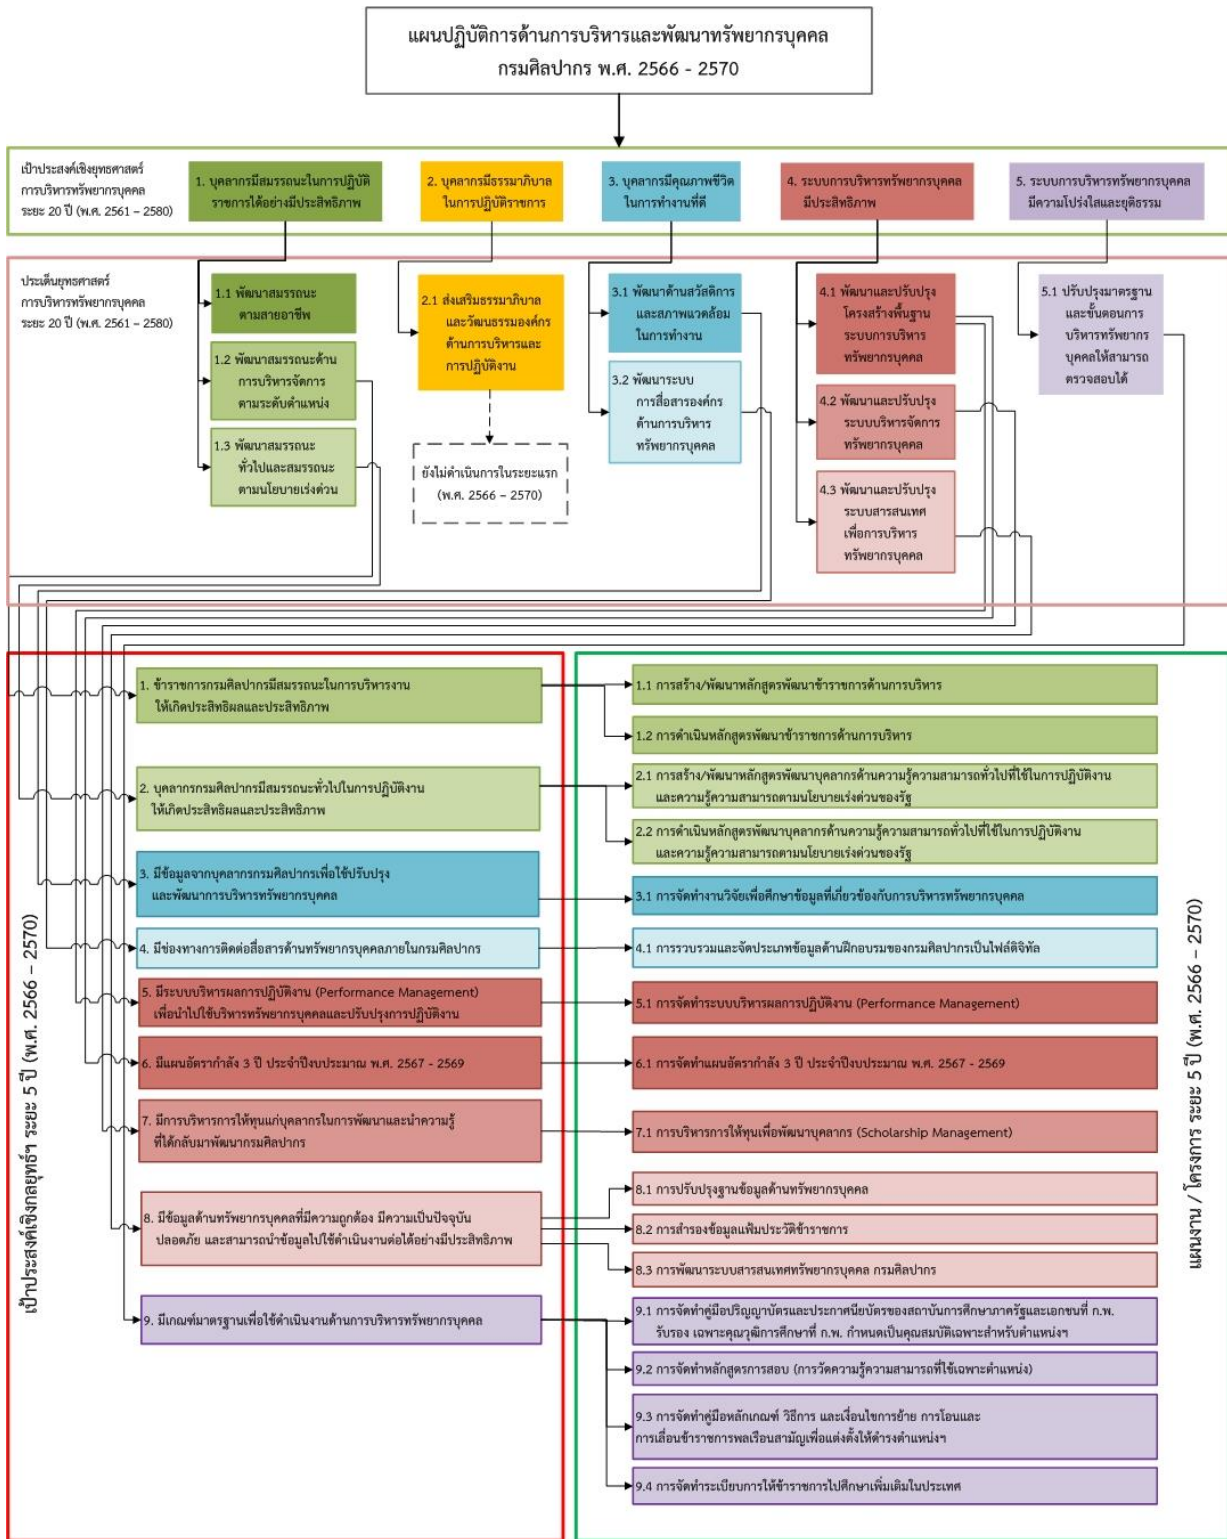 แผนปฏิบัติการด้านการบริหารและพัฒนาทรัพยากรบุคคล
กรมศิลปากร พ.ศ. 2566 - 2570
เป้าประสงค์เชิงยุทธศาสตร์
การบริหารทรัพยากรบุคคล
ระยะ 20 ปี (พ.ศ. 2561 – 2580)
1. บุคลากรมีสมรรถนะในการปฏิบัติ
ราชการได้อย่างมีประสิทธิภาพ
2. บุคลากรมีธรรมาภิบาล
ในการปฏิบัติราชการ
3. บุคลากรมีคุณภาพชีวิต
ในการทำงานที่ดี
4. ระบบการบริหารทรัพยากรบุคคล
มีประสิทธิภาพ
5. ระบบการบริหารทรัพยากรบุคคล
มีความโปร่งใสและยุติธรรม
ประเด็นยุทธศาสตร์
การบริหารทรัพยากรบุคคล
ระยะ 20 ปี (พ.ศ. 2561 – 2580)
1.1 พัฒนาสมรรถนะ
ตามสายอาชีพ
1.2 พัฒนาสมรรถนะด้าน
การบริหารจัดการ
ตามระดับตำแหน่ง
1.3 พัฒนาสมรรถนะ
ทั่วไปและสมรรถนะ
ตามนโยบายเร่งด่วน
2.1 ส่งเสริมธรรมาภิบาล
และวัฒนธรรมองค์กร
ด้านการบริหารและ
การปฏิบัติงาน
ยังไม่ดำเนินการในระยะแรก
(พ.ศ. 2566 – 2570)
3.1 พัฒนาด้านสวัสดิการ
และสภาพแวดล้อม
ในการทำงาน
3.2 พัฒนาระบบ
การสื่อสารองค์กร
ด้านการบริหาร
ทรัพยากรบุคคล
4.1 พัฒนาและปรับปรุง
โครงสร้างพื้นฐาน
ระบบการบริหาร
ทรัพยากรบุคคล
4.2 พัฒนาและปรับปรุง
ระบบบริหารจัดการ
ทรัพยากรบุคคล
4.3 พัฒนาและปรับปรุง
ระบบสารสนเทศ
เพื่อการบริหาร
ทรัพยากรบุคคล
5.1 ปรับปรุงมาตรฐาน
และขั้นตอนการ
บริหารทรัพยากร
บุคคลให้สามารถ
ตรวจสอบได้
เป้าประสงค์เชิงกลยุทธ์ฯ ระยะ 5 ปี (พ.ศ. 2566 – 2570)
1. ข้าราชการกรมศิลปากรมีสมรรถนะในการบริหารงาน
ให้เกิดประสิทธิผลและประสิทธิภาพ
2. บุคลากรกรมศิลปากรมีสมรรถนะทั่วไปในการปฏิบัติงาน
ให้เกิดประสิทธิผลและประสิทธิภาพ
3. มีข้อมูลจากบุคลากรกรมศิลปากรเพื่อใช้ปรับปรุง
และพัฒนาการบริหารทรัพยากรบุคคล
4. มีช่องทางการติดต่อสื่อสารด้านทรัพยากรบุคคลภายในกรมศิลปากร
5. มีระบบบริหารผลการปฏิบัติงาน (Performance Management)
เพื่อนำไปใช้บริหารทรัพยากรบุคคลและปรับปรุงการปฏิบัติงาน
6. มีแผนอัตรากำลัง 3 ปี ประจำปีงบประมาณ พ.ศ. 2567 - 2569
7. มีการบริหารการให้ทุนแก่บุคลากรในการพัฒนาและนำความรู้
ที่ได้กลับมาพัฒนากรมศิลปากร
8. มีข้อมูลด้านทรัพยากรบุคคลที่มีความถูกต้อง มีความเป็นปัจจุบัน
ปลอดภัย และสามารถนำข้อมูลไปใช้ดำเนินงานต่อได้อย่างมีประสิทธิภาพ
9. มีเกณฑ์มาตรฐานเพื่อใช้ดำเนินงานด้านการบริหารทรัพยากรบุคคล
1.1 การสร้าง/พัฒนาหลักสูตรพัฒนาข้าราชการด้านการบริหาร
1.2 การดำเนินหลักสูตรพัฒนาข้าราชการด้านการบริหาร
2.1 การสร้าง/พัฒนาหลักสูตรพัฒนาบุคลากรด้านความรู้ความสามารถทั่วไปที่ใช้ในการปฏิบัติงาน
และความรู้ความสามารถตามนโยบายเร่งด่วนของรัฐ
2.2 การดำเนินหลักสูตรพัฒนาบุคลากรด้านความรู้ความสามารถทั่วไปที่ใช้ในการปฏิบัติงาน
และความรู้ความสามารถตามนโยบายเร่งด่วนของรัฐ
3.1 การจัดทำงานวิจัยเพื่อศึกษาข้อมูลที่เกี่ยวข้องกับการบริหารทรัพยากรบุคคล
4.1 การรวบรวมและจัดประเภทข้อมูลด้านฝึกอบรมของกรมศิลปากรเป็นไฟล์ดิจิทัล
5.1 การจัดทำระบบบริหารผลการปฏิบัติงาน (Performance Management)
6.1 การจัดทำแผนอัตรากำลัง 3 ปี ประจำปีงบประมาณ พ.ศ. 2567 - 2569
7.1 การบริหารการให้ทุนเพื่อพัฒนาบุคลากร (Scholarship Management)
8.1 การปรับปรุงฐานข้อมูลด้านทรัพยากรบุคคล
8.2 การสำรองข้อมูลแฟ้มประวัติข้าราชการ
8.3 การพัฒนาระบบสารสนเทศทรัพยากรบุคคล กรมศิลปากร
9.1 การจัดทำคู่มือปริญญาบัตรและประกาศนียบัตรของสถาบันการศึกษาภาครัฐและเอกชนที่ ก.พ.
รับรอง เฉพาะคุณวุฒิการศึกษาที่ ก.พ. กำหนดเป็นคุณสมบัติเฉพาะสำหรับตำแหน่งฯ
9.2 การจัดทำหลักสูตรการสอบ (การวัดความรู้ความสามารถที่ใช้เฉพาะตำแหน่ง)
9.3 การจัดทำคู่มือหลักเกณฑ์ วิธีการ และเงื่อนไขการย้าย การโอนและ
การเลื่อนข้าราชการพลเรือนสามัญเพื่อแต่งตั้งให้ดำรงตำแหน่งฯ
9.4 การจัดทำระเบียบการให้ข้าราชการไปศึกษาเพิ่มเติมในประเทศ
แผนงาน / โครงการ ระยะ 5 ปี (พ.ศ. 2566 – 2570)